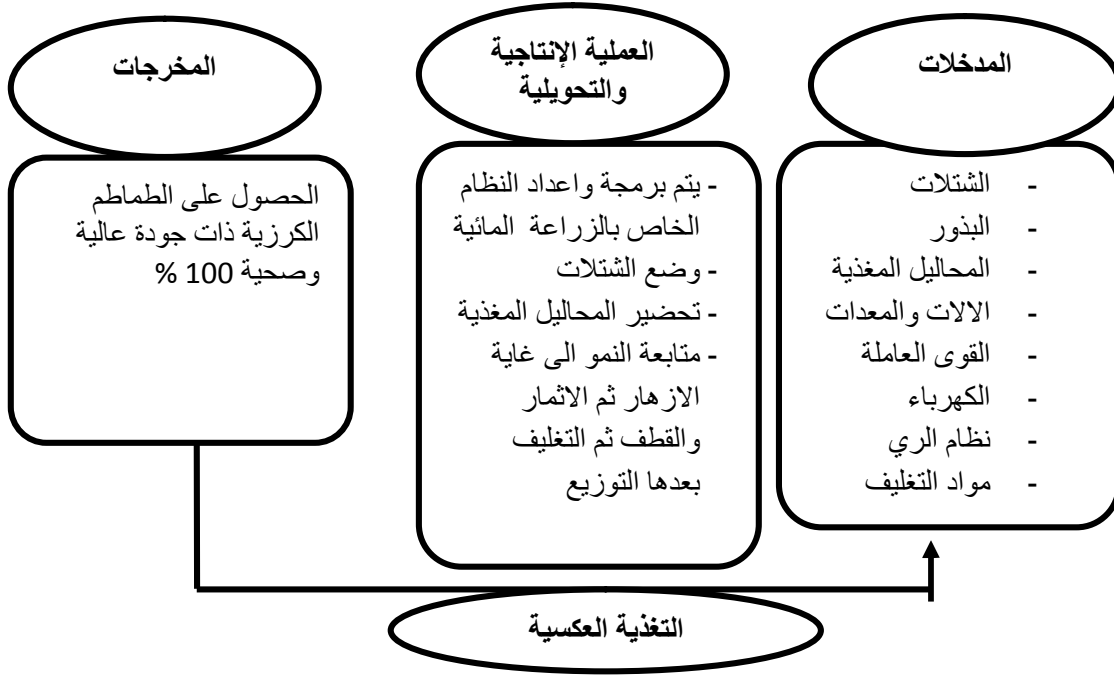 المدخلات
- الشتلات
- البذور
- المحاليل المغذية
- الالات والمعدات
- القوى العاملة
- الكهرباء
- نظام الري
- مواد التغليف
العملية الإنتاجية
والتحويلية
- يتم برمجة واعداد النظام
الخاص بالزراعة المائية
- وضع الشتلات
- تحضير المحاليل المغذية
- متابعة النمو الى غاية
الازهار ثم الاثمار
والقطف ثم التغليف
بعدها التوزيع
المخرجات
الحصول على الطماطم
الكرزية ذات جودة عالية
وصحية 100 %
التغذية العكسية